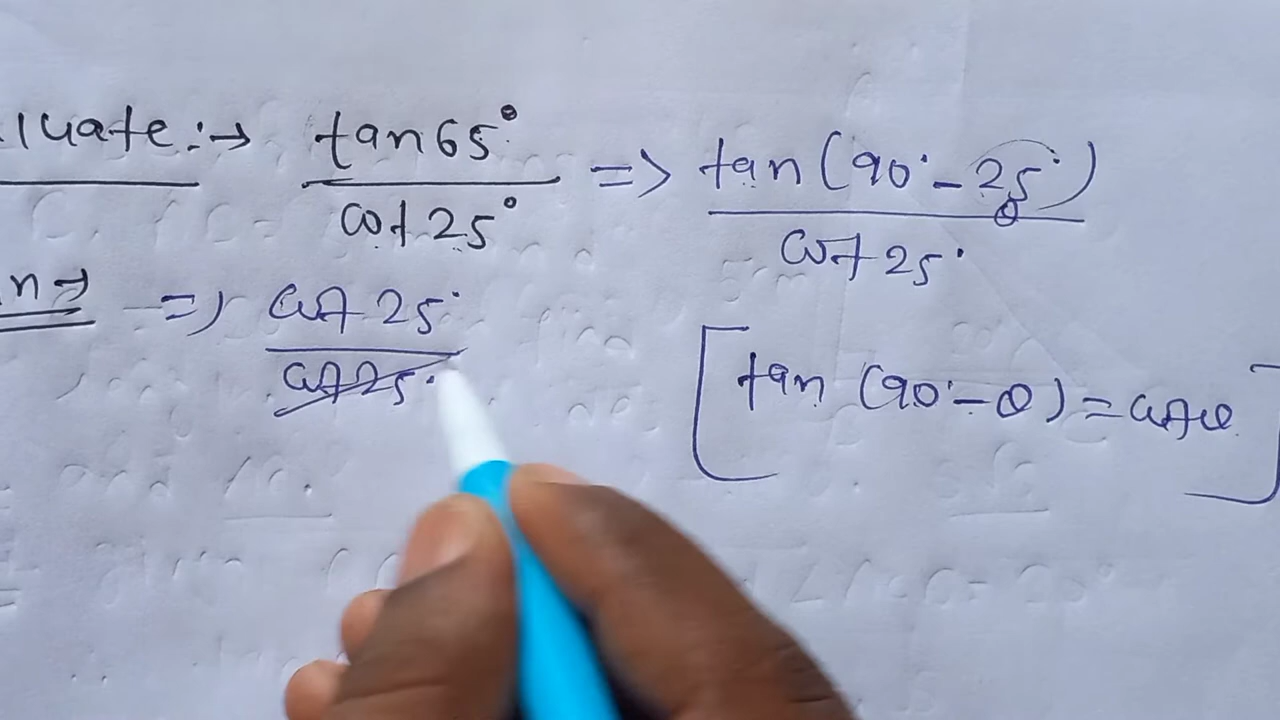 luate:→ tan65°/cot25° => tan(90°-25°)/cot25°
n→ => cot25°/cot25°
[tan(90°-θ)=cotθ]